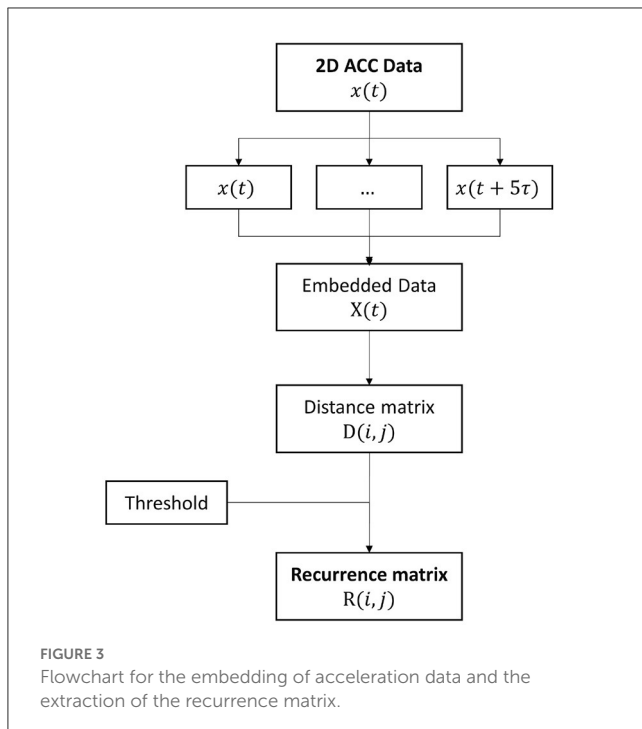 2D ACC Data
x(t)
x(t)
...
x(t + 5τ)
Embedded Data
X(t)
Distance matrix
D(i, j)
Threshold
Recurrence matrix
R(i, j)
FIGURE 3
Flowchart for the embedding of acceleration data and the
extraction of the recurrence matrix.